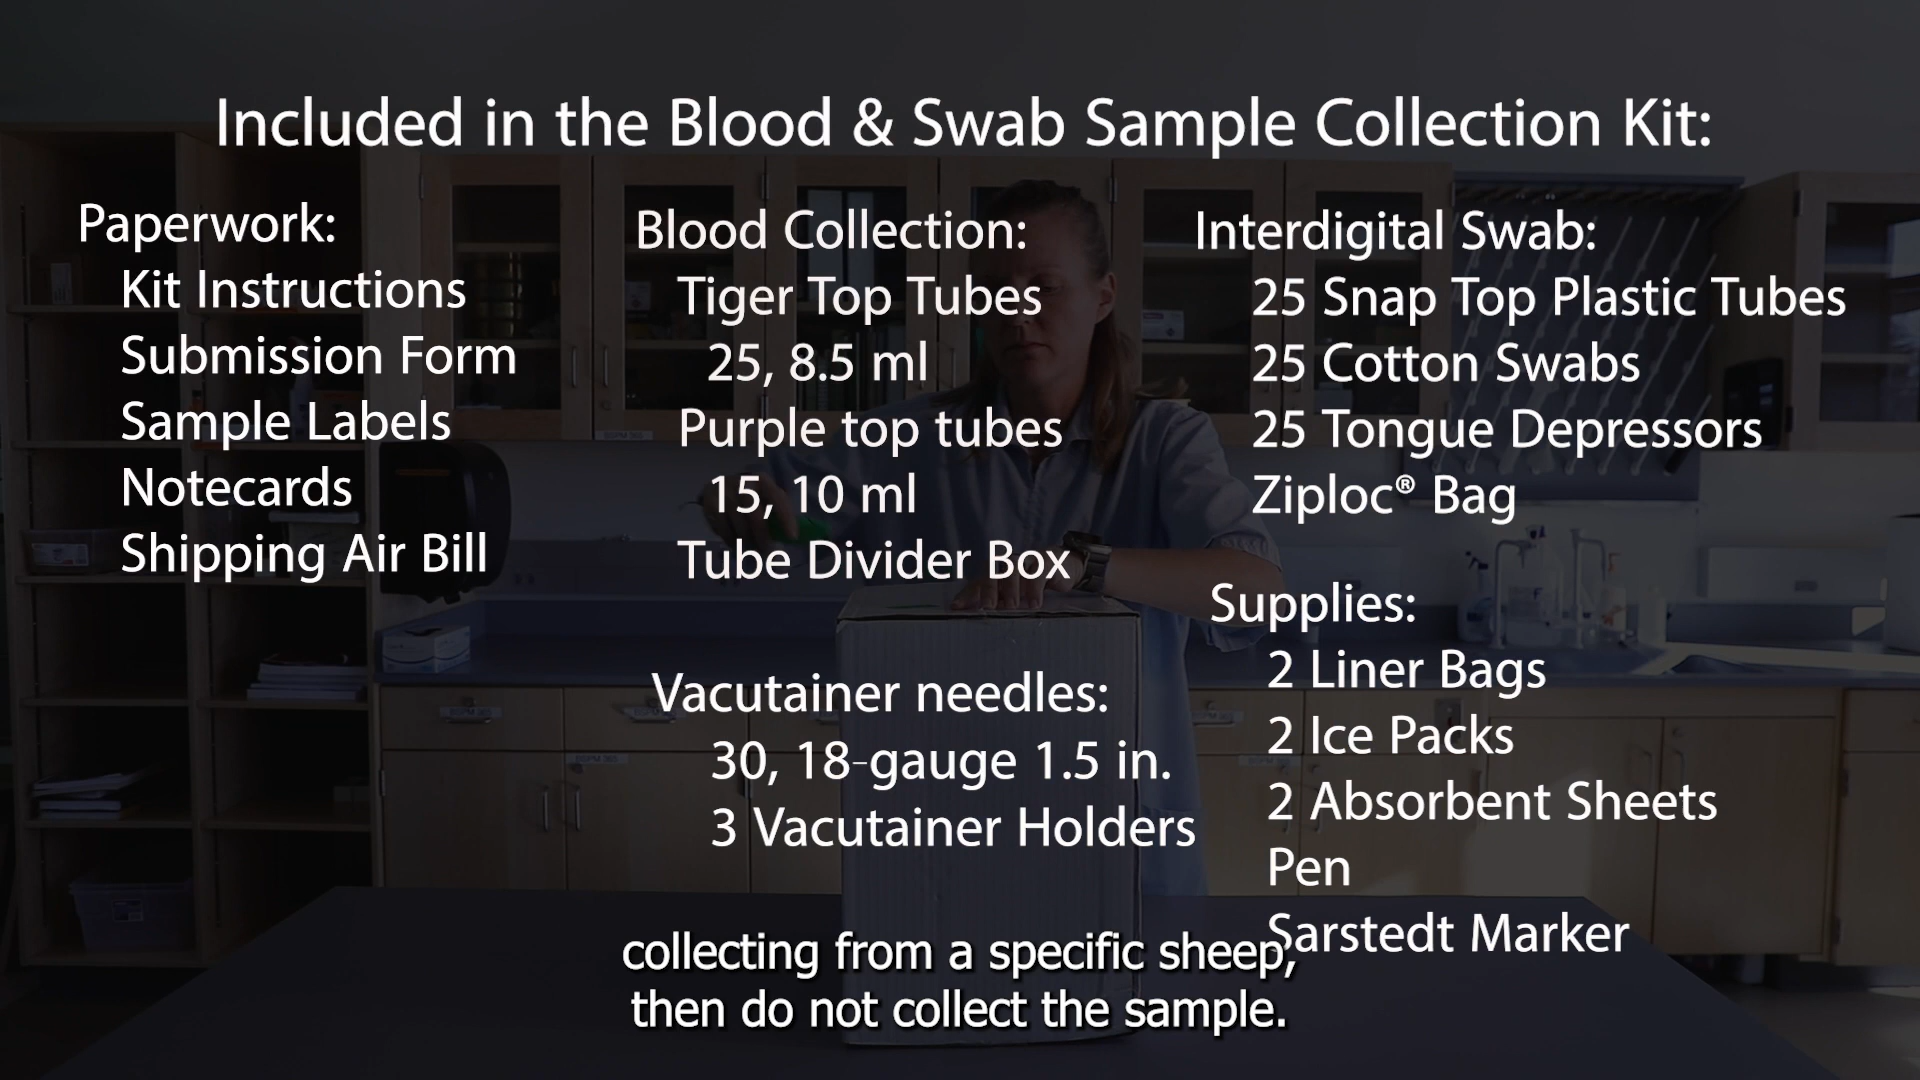 Included in the Blood & Swab Sample Collection Kit:
Paperwork:
Kit Instructions
Submission Form
Sample Labels
Notecards
Shipping Air Bill
Blood Collection:
Tiger Top Tubes
25, 8.5 ml
Purple top tubes
15, 10 ml
Tube Divider Box
Vacutainer needles:
30, 18-gauge 1.5 in.
3 Vacutainer Holders
Interdigital Swab:
25 Snap Top Plastic Tubes
25 Cotton Swabs
25 Tongue Depressors
Ziploc® Bag
Supplies:
2 Liner Bags
2 Ice Packs
2 Absorbent Sheets
Pen
Sarstedt Marker
collecting from a specific sheep,
then do not collect the sample.